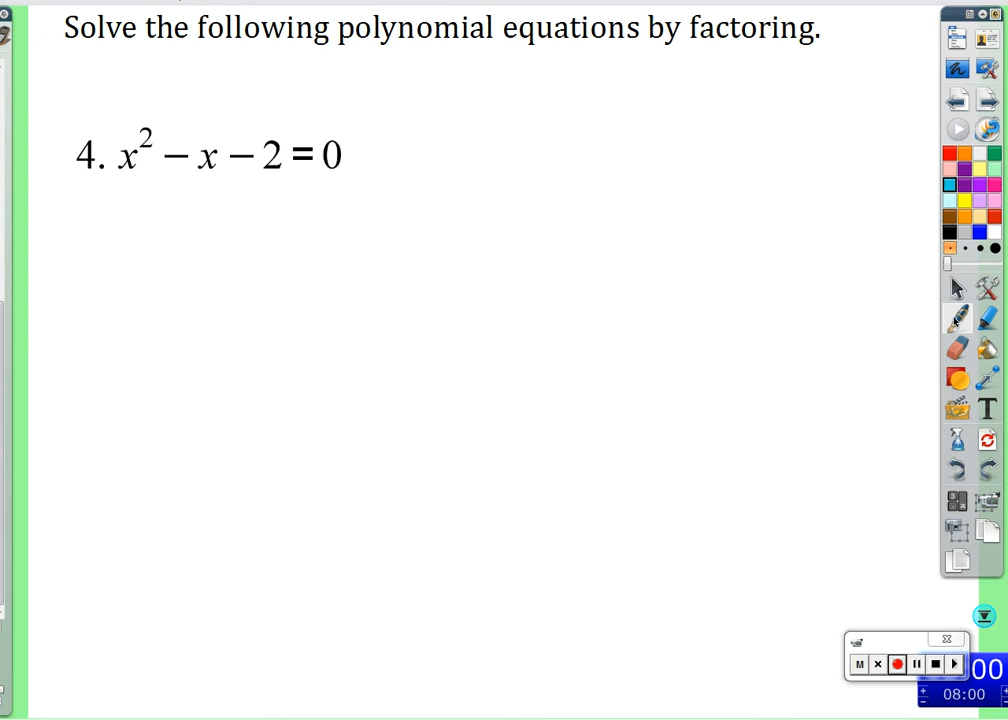 Solve the following polynomial equations by factoring.
4. x² − x − 2 = 0
T
M
00
08:00